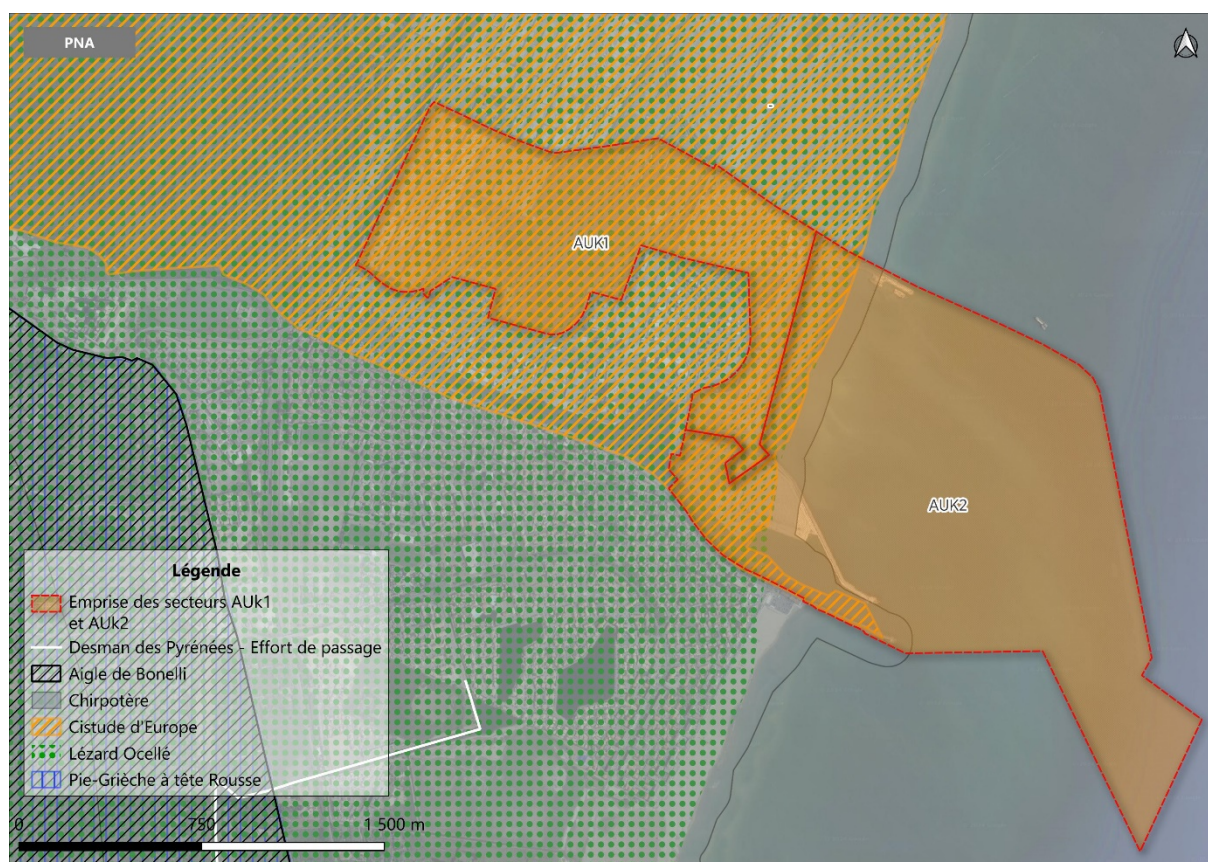 PNA
AUK1
AUK2
Légende
Emprise des secteurs AUk1
et AUk2
Desman des Pyrénées - Effort de passage
Aigle de Bonelli
Chirpotère
Cistude d'Europe
Lézard Ocellé
Pie-Grièche à tête Rousse
0 750 1 500 m